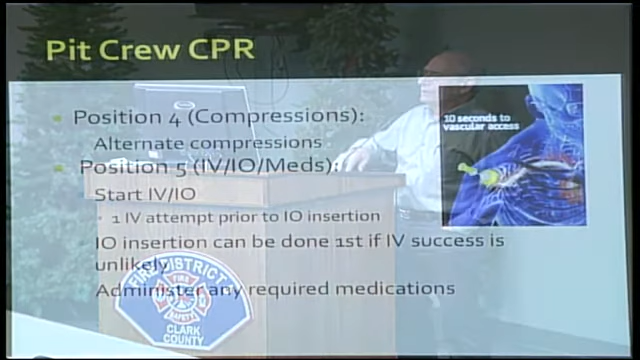 Pit Crew CPR
Position 4 (Compressions):
Alternate compressions
Position 5 (IV/IO/Meds):
Start IV/IO
1 IV attempt prior to IO insertion
IO insertion can be done 1st if IV success is
unlikely
Administer any required medications
10 seconds to
vascular access
FIRE DISTRICT
FIRE
SAFETY
CLARK
COUNTY